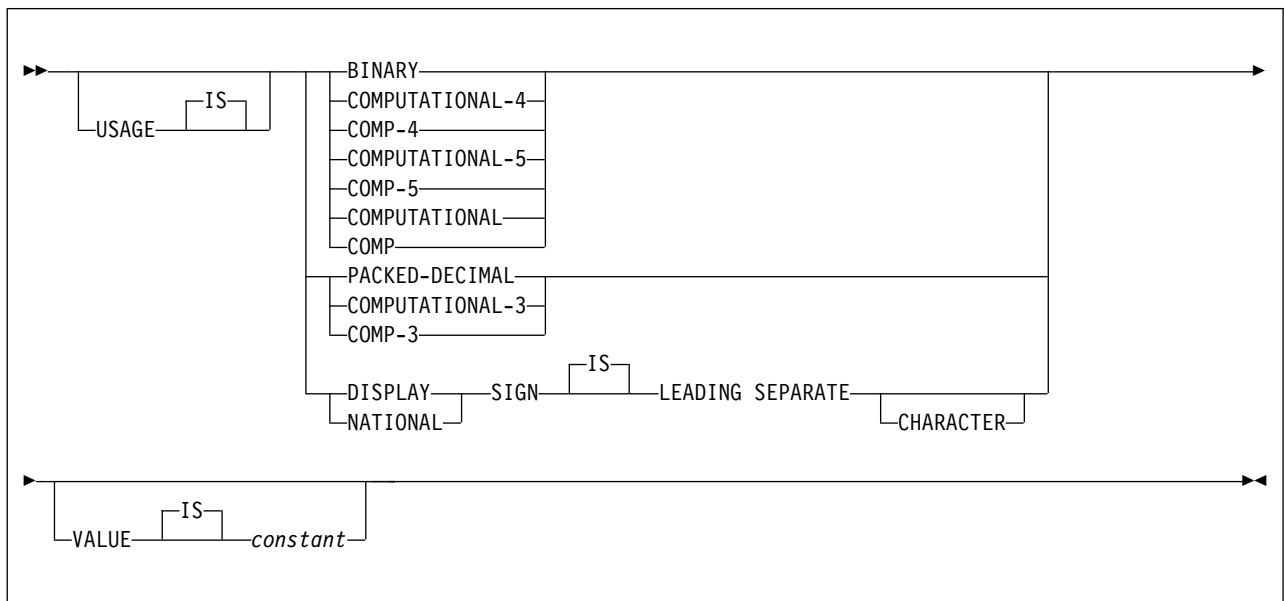 BINARY
IS
COMPUTATIONAL-4
USAGE
COMP-4
COMPUTATIONAL-5
COMP-5
COMPUTATIONAL
COMP
PACKED-DECIMAL
COMPUTATIONAL-3
COMP-3
IS
DISPLAY SIGN LEADING SEPARATE
NATIONAL CHARACTER
IS
VALUE constant